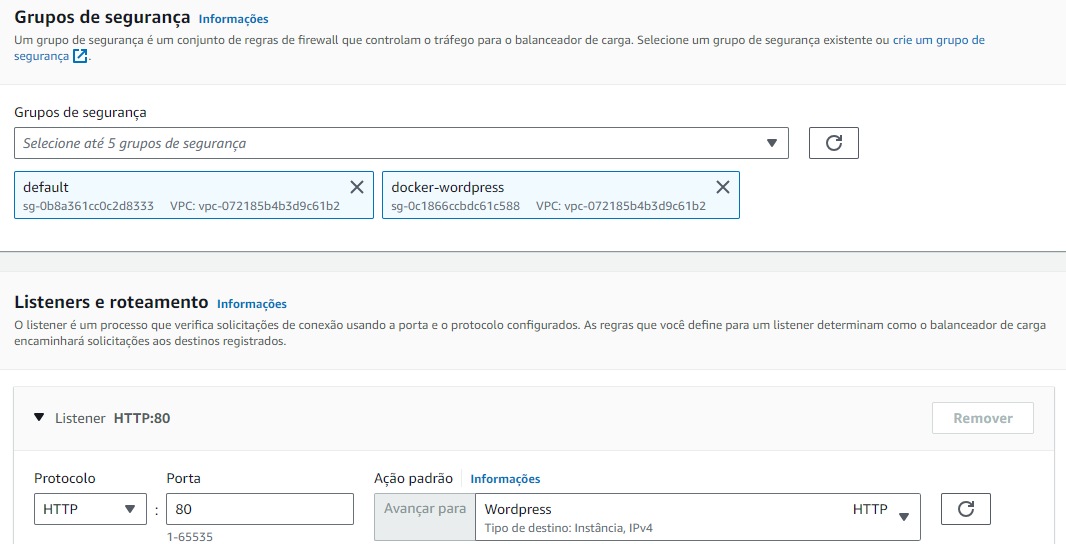 Grupos de segurança Informações
Um grupo de segurança é um conjunto de regras de firewall que controlam o tráfego para o balanceador de carga. Selecione um grupo de segurança existente ou crie um grupo de
segurança.
Grupos de segurança
Selecione até 5 grupos de segurança
default
sg-0b8a361cc0c2d8333 VPC: vpc-072185b4b3d9c61b2
docker-wordpress
sg-0c1866ccbdc61c588 VPC: vpc-072185b4b3d9c61b2
Listeners e roteamento Informações
O listener é um processo que verifica solicitações de conexão usando a porta e o protocolo configurados. As regras que você define para um listener determinam como o balanceador de carga
encaminhará solicitações aos destinos registrados.
Listener HTTP:80 Remover
Protocolo Porta Ação padrão Informações
HTTP : 80 Avançar para Wordpress HTTP
Tipo de destino: Instância, IPv4
1-65535